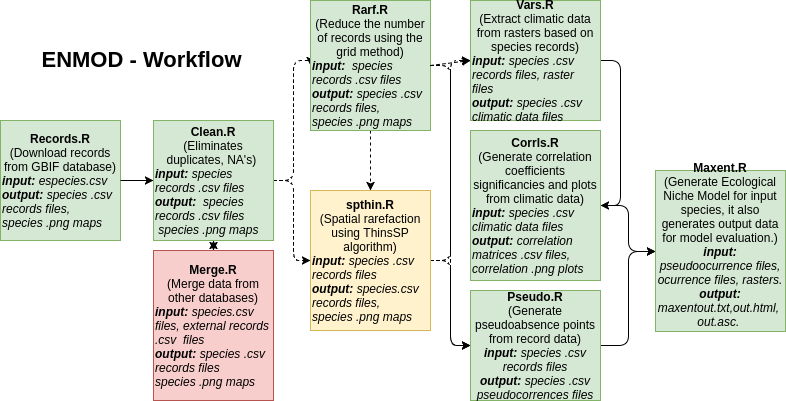 ENMOD - Workflow
Records.R
(Download records
from GBIF database)
input: especies.csv
output: species .csv
records files,
species .png maps
Clean.R
(Eliminates
duplicates, NA's)
input: species
records .csv files
output: species
records .csv files
species .png maps
Merge.R
(Merge data from
other databases)
input: species.csv
files, external records
.csv files
output: species .csv
records files
species .png maps
Rarf.R
(Reduce the number
of records using the
grid method)
input: species
records .csv files
output: species .csv
records files,
species .png maps
spthin.R
(Spatial rarefaction
using ThinsSP
algorithm)
input: species .csv
records files
output: species.csv
records files,
species .png maps
Vars.R
(Extract climatic data
from rasters based on
species records)
input: species .csv
records files, raster
files
output: species .csv
climatic data files
Corrls.R
(Generate correlation
coefficients
significancies and plots
from climatic data)
input: species .csv
climatic data files
output: correlation
matrices .csv files,
correlation .png plots
Pseudo.R
(Generate
pseudoabsence points
from record data)
input: species .csv
records files
output: species .csv
pseudocorrences files
Maxent.R
(Generate Ecological
Niche Model for input
species, it also
generates output data
for model evaluation.)
input:
pseudoocurrence files,
ocurrence files, rasters.
output:
maxentout.txt,out.html,
out.asc.